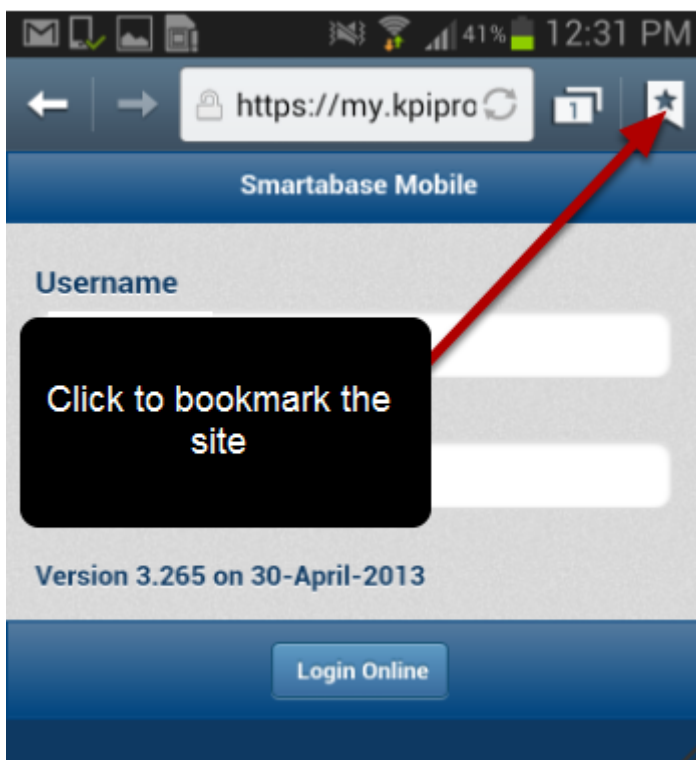 41% 12:31 PM
https://my.kpipro
1
Smartabase Mobile
Username
Click to bookmark the
site
Version 3.265 on 30-April-2013
Login Online